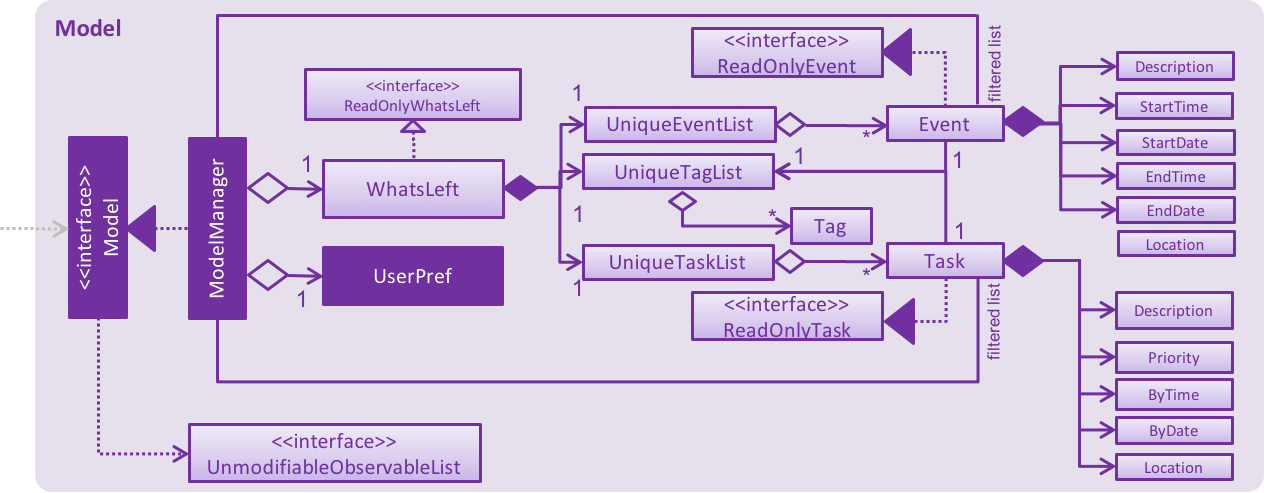 Model
<<interface>>
Model
ModelManager
<<interface>>
ReadOnlyWhatsLeft
1
WhatsLeft
1
UserPref
<<interface>>
UnmodifiableObservableList
1
UniqueEventList
UniqueTagList
1
1
UniqueTaskList
1
*
Tag
<<interface>>
ReadOnlyEvent
filtered list
*
Event
1
1
*
Task
<<interface>>
ReadOnlyTask
filtered list
Description
StartTime
StartDate
EndTime
EndDate
Location
Description
Priority
ByTime
ByDate
Location